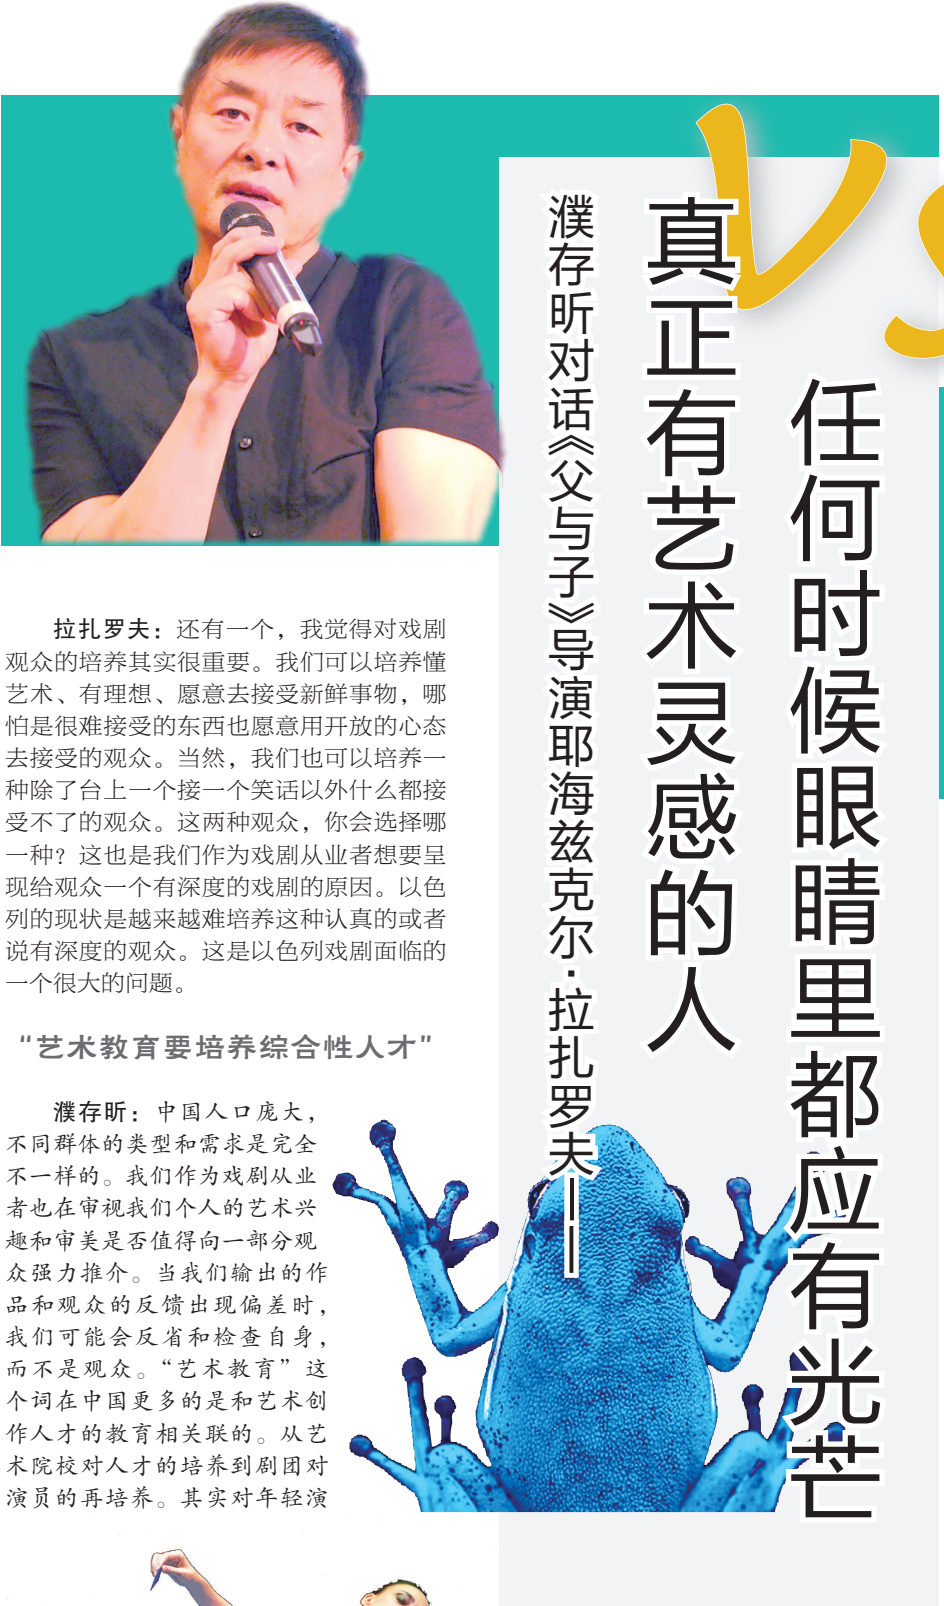 vs
濮存昕对话《父与子》导演耶海兹克尔·拉扎罗夫——
真正有艺术灵感的人
任何时候眼睛里都应有光芒
拉扎罗夫：还有一个，我觉得对戏剧
观众的培养其实很重要。我们可以培养懂
艺术、有理想、愿意去接受新鲜事物，哪
怕是很难接受的东西也愿意用开放的心态
去接受的观众。当然，我们也可以培养一
种除了台上一个接一个笑话以外什么都接
受不了的观众。这两种观众，你会选择哪
一种？这也是我们作为戏剧从业者想要呈
现给观众一个有深度的戏剧的原因。以色
列的现状是越来越难培养这种认真的或者
说有深度的观众。这是以色列戏剧面临的
一个很大的问题。
“艺术教育要培养综合性人才”
濮存昕：中国人口庞大，
不同群体的类型和需求是完全
不一样的。我们作为戏剧从业
者也在审视我们个人的艺术兴
趣和审美是否值得向一部分观
众强力推介。当我们输出的作
品和观众的反馈出现偏差时，
我们可能会反省和检查自身，
而不是观众。“艺术教育”这
个词在中国更多的是和艺术创
作人才的教育相关联的。从艺
术院校对人才的培养到剧团对
演员的再培养。其实对年轻演